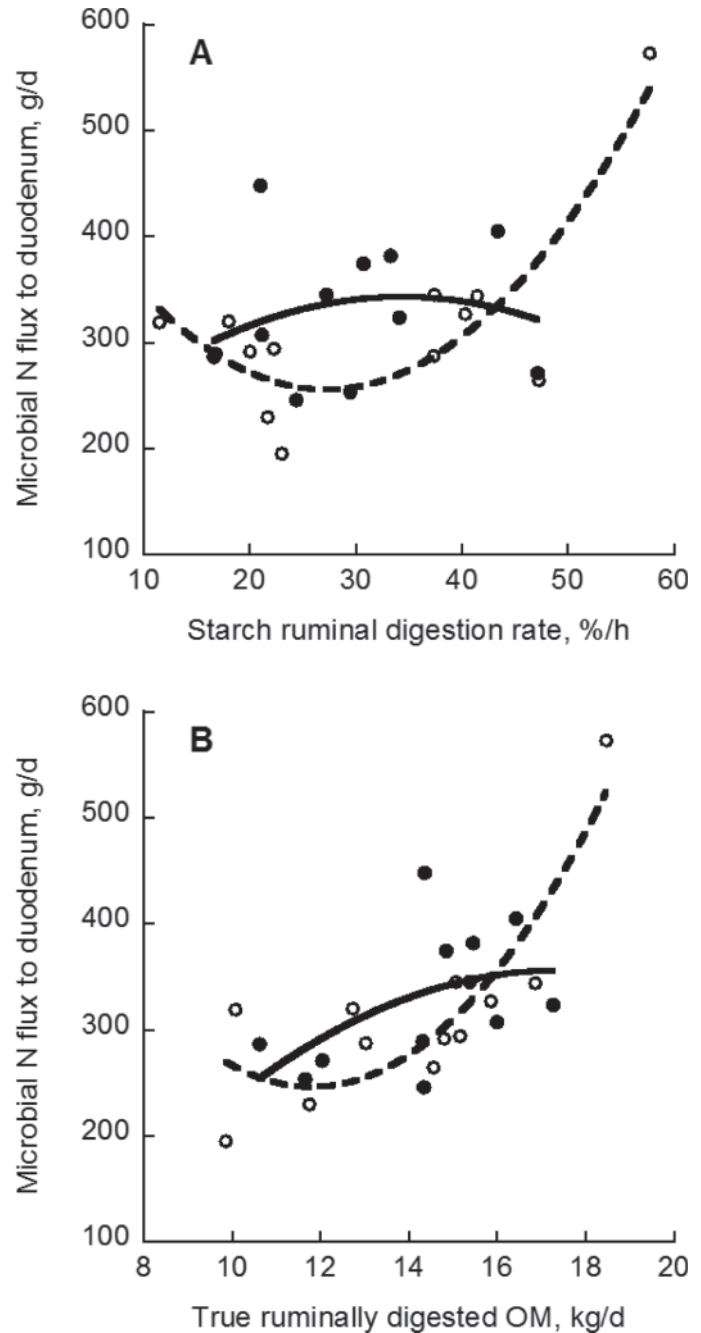 600
A
500
400
300
200
100
10 20 30 40 50 60
Microbial N flux to duodenum, g/d
Starch ruminal digestion rate, %/h
600
B
500
400
300
200
100
8 10 12 14 16 18 20
Microbial N flux to duodenum, g/d
True ruminally digested OM, kg/d